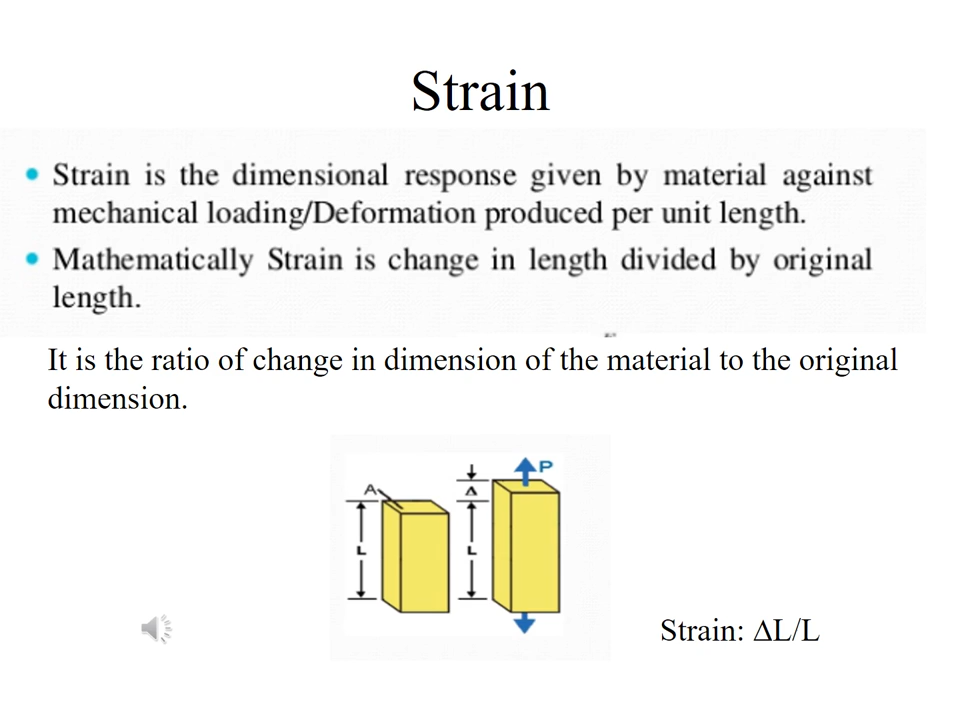 Strain
• Strain is the dimensional response given by material against
mechanical loading/Deformation produced per unit length.
• Mathematically Strain is change in length divided by original
length.
It is the ratio of change in dimension of the material to the original
dimension.
P
A
Δ
L
L
Strain: ΔL/L